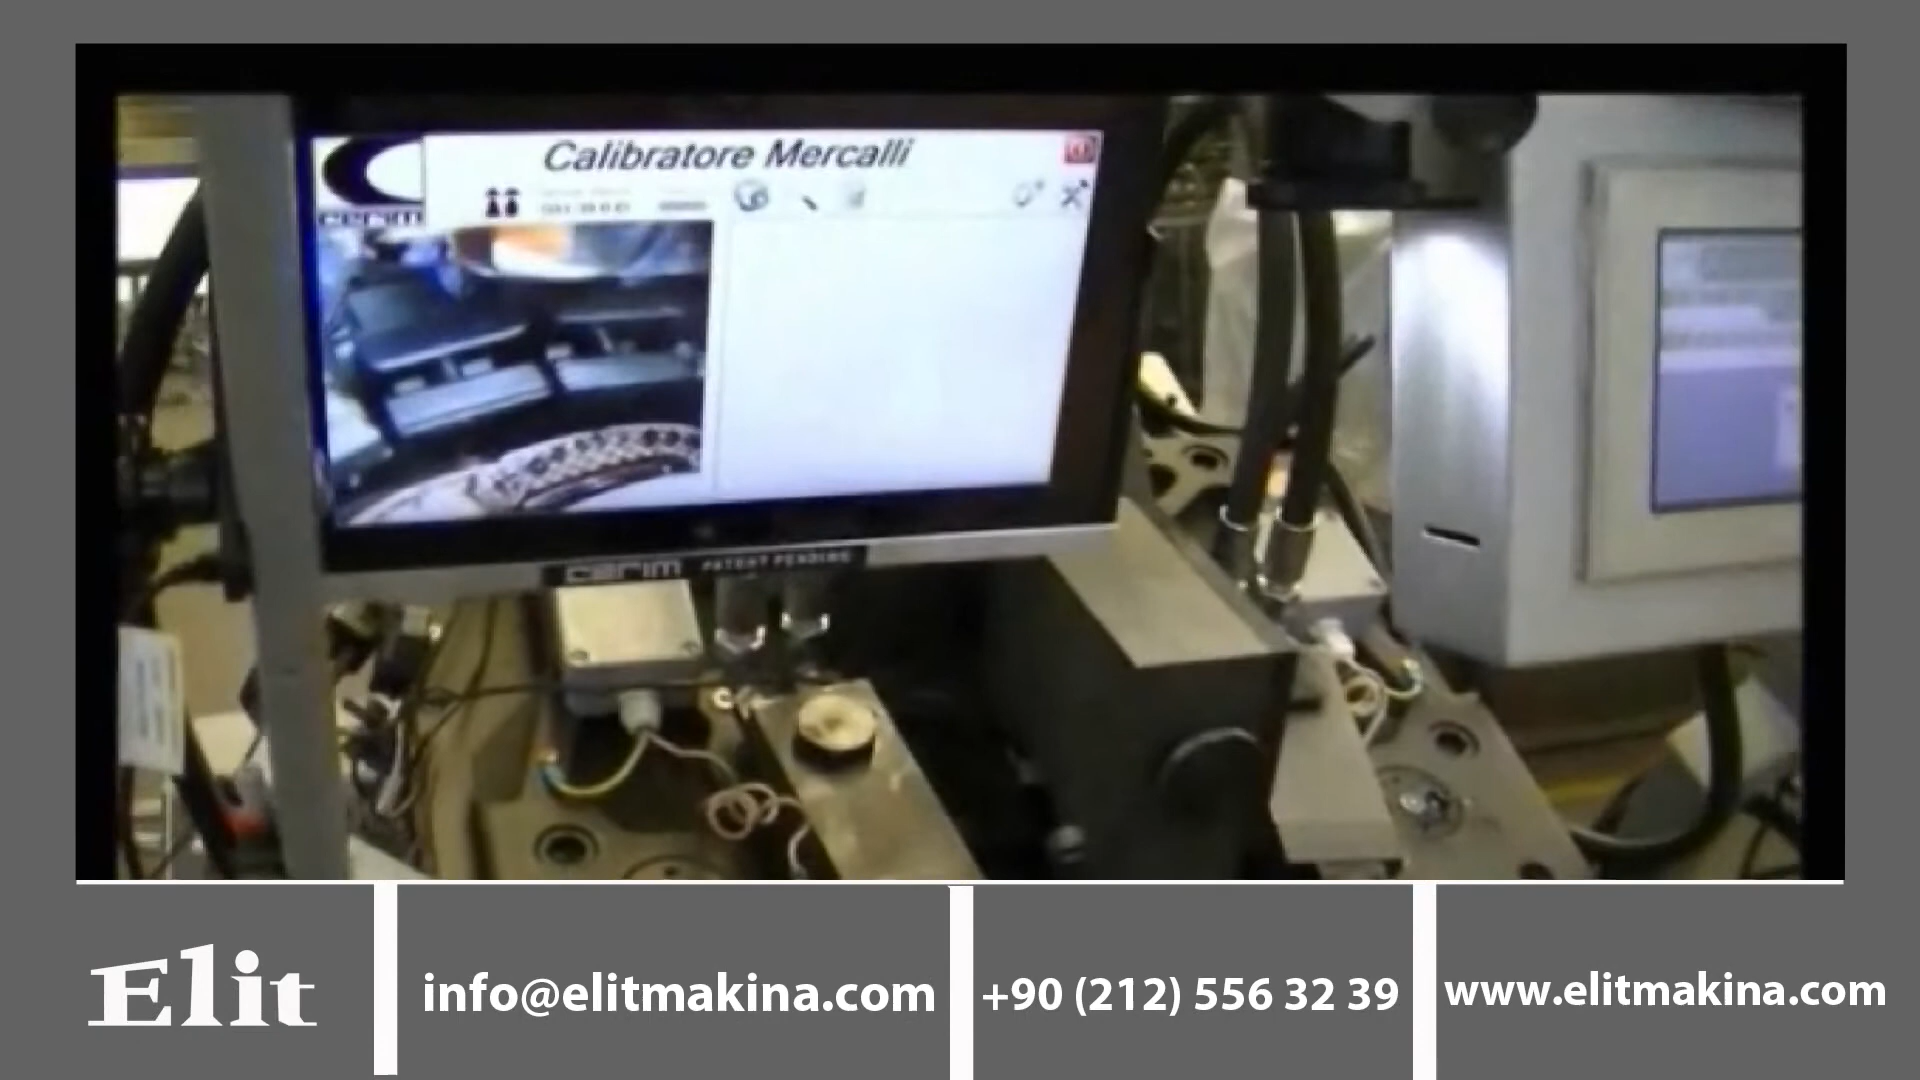 Calibratore Mercalli
cerim
cerim PATENT PENDING
Elit
info@elitmakina.com
+90 (212) 556 32 39
www.elitmakina.com